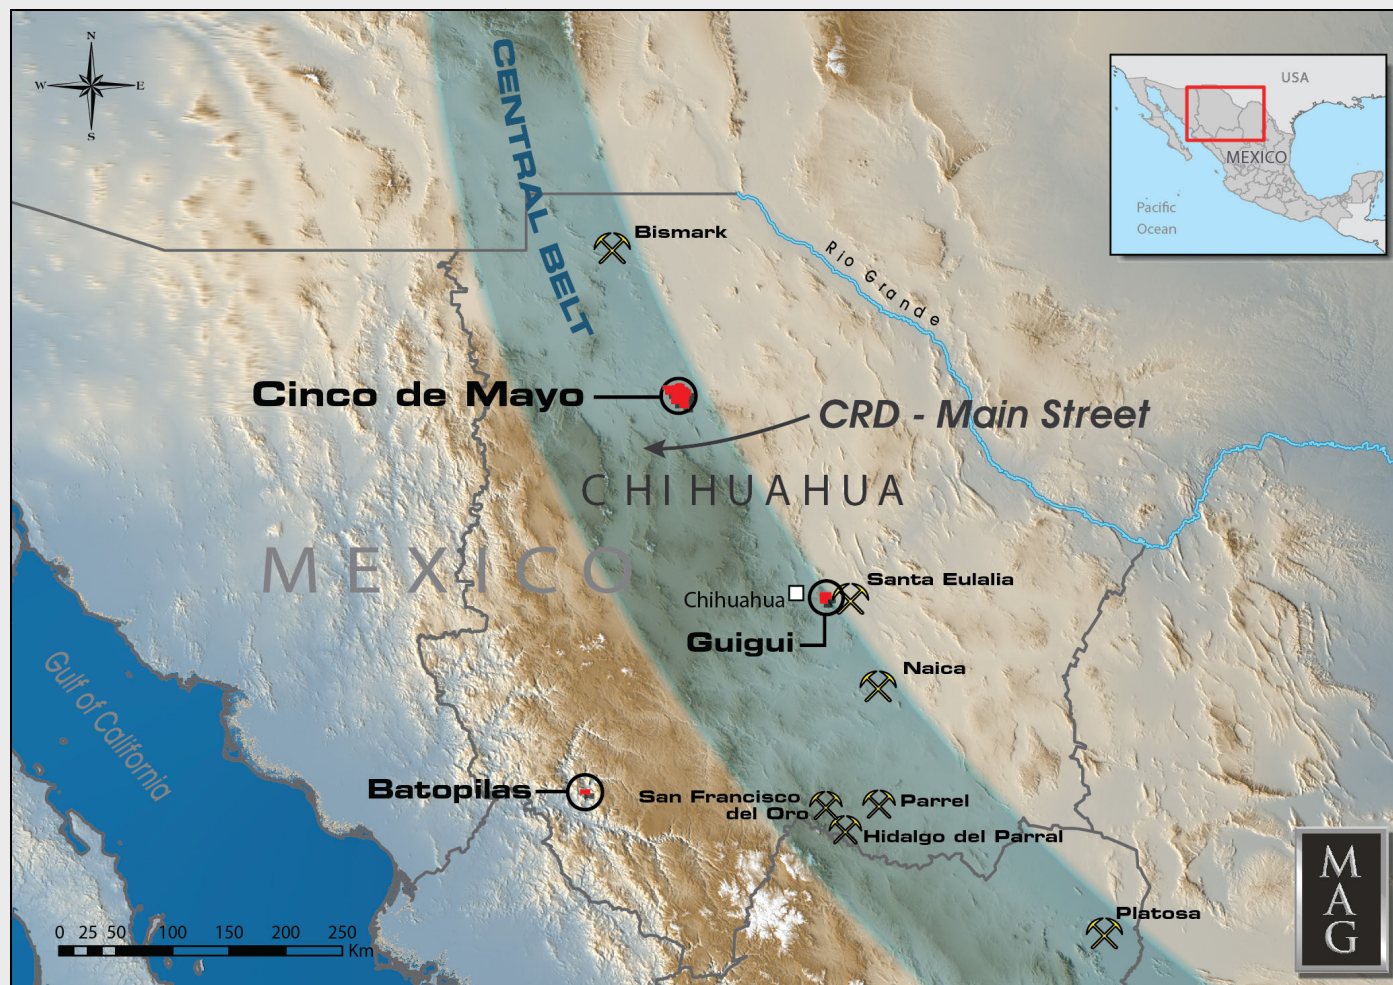 N
W E
S
CENTRAL BELT
USA
MEXICO
Pacific
Ocean
Bismark
Rio Grande
Cinco de Mayo
CRD - Main Street
CHIHUAHUA
MEXICO
Santa Eulalia
Chihuahua
Guigui
Naica
Gulf of California
Batopilas
San Francisco
del Oro
Parrel
Hidalgo del Parral
Platosa
0 25 50 100 150 200 250
Km
M
A
G